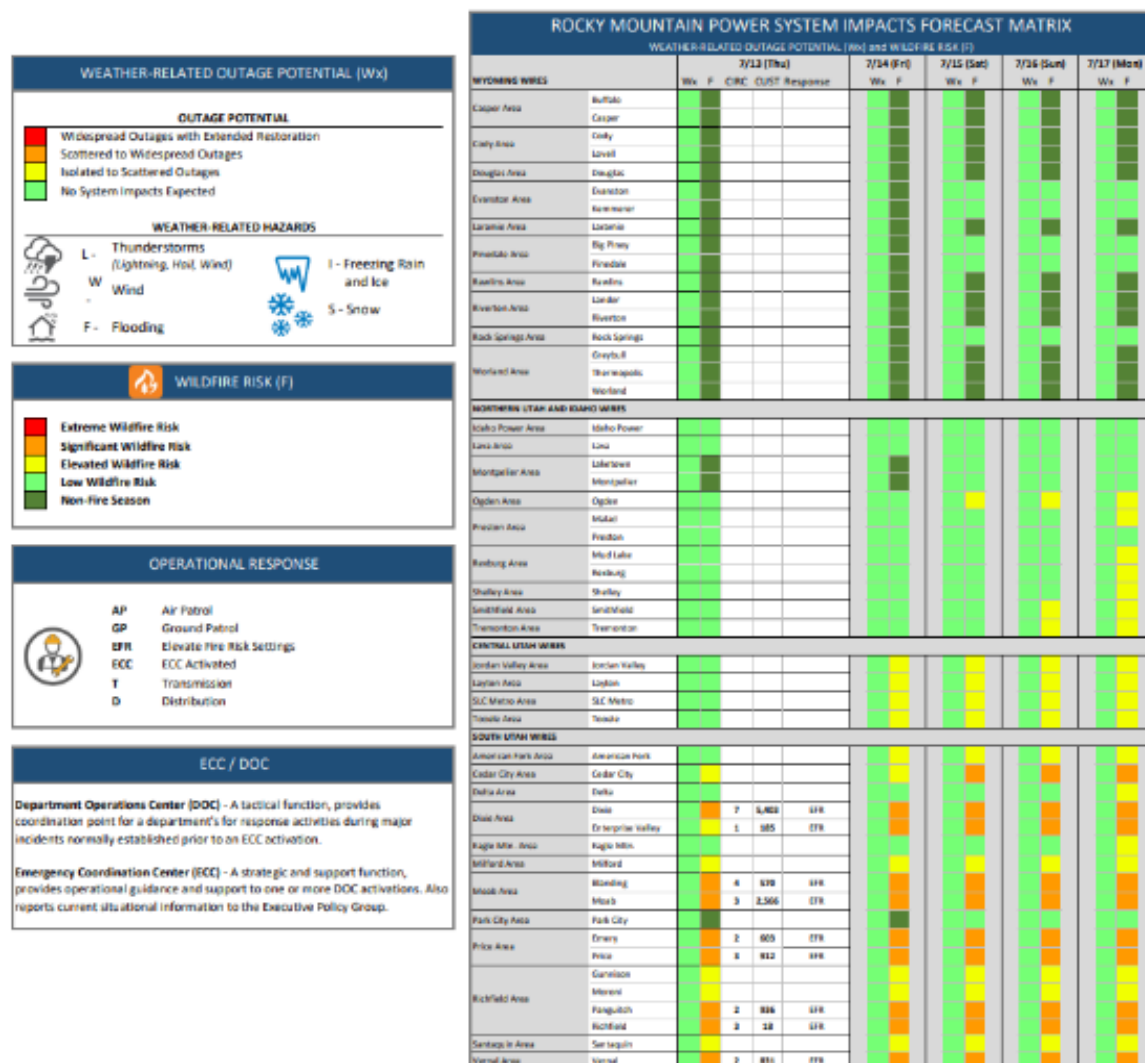 WEATHER-RELATED OUTAGE POTENTIAL (Wx)
OUTAGE POTENTIAL
Widespread Outages with Extended Restoration
Scattered to Widespread Outages
Isolated to Scattered Outages
No System Impacts Expected
WEATHER-RELATED HAZARDS
L - Thunderstorms
(Lightning, Hail, Wind)
W - Wind
F - Flooding
I - Freezing Rain
and Ice
S - Snow
WILDFIRE RISK (F)
Extreme Wildfire Risk
Significant Wildfire Risk
Elevated Wildfire Risk
Low Wildfire Risk
Non-Fire Season
OPERATIONAL RESPONSE
AP Air Patrol
GP Ground Patrol
EFR Elevate Fire Risk Settings
ECC ECC Activated
T Transmission
D Distribution
ECC / DOC
Department Operations Center (DOC) - A tactical function, provides
coordination point for a department's for response activities during major
incidents normally established prior to an ECC activation.
Emergency Coordination Center (ECC) - A strategic and support function,
provides operational guidance and support to one or more DOC activations. Also
reports current situational information to the Executive Policy Group.
ROCKY MOUNTAIN POWER SYSTEM IMPACTS FORECAST MATRIX
WEATHER-RELATED OUTAGE POTENTIAL (Wx) and WILDFIRE RISK (F)
7/13 (Thu) 7/14 (Fri) 7/15 (Sat) 7/16 (Sun) 7/17 (Mon)
WYOMING WIRES Wx F CIRC CUST Response Wx F Wx F Wx F Wx F
Casper Area Buffalo
Casper
Cody Area Cody
Lovell
Douglas Area Douglas
Evanston Area Evanston
Kemmerer
Laramie Area Laramie
Pinedale Area Big Piney
Pinedale
Rawlins Area Rawlins
Riverton Area Lander
Riverton
Rock Springs Area Rock Springs
Worland Area Greybull
Thermopolis
Worland
NORTHERN UTAH AND IDAHO WIRES
Idaho Power Area Idaho Power
Lava Area Lava
Montpelier Area Laketown
Montpelier
Ogden Area Ogden
Preston Area Malad
Preston
Rexburg Area Mud Lake
Rexburg
Shelley Area Shelley
Smithfield Area Smithfield
Tremonton Area Tremonton
CENTRAL UTAH WIRES
Jordan Valley Area Jordan Valley
Layton Area Layton
SLC Metro Area SLC Metro
Tooele Area Tooele
SOUTH UTAH WIRES
American Fork Area American Fork
Cedar City Area Cedar City
Delta Area Delta
Dixie Area Dixie 7 EFR
Enterprise Valley 1 EFR
Eagle Mtn. Area Eagle Mtn.
Milford Area Milford
Moab Area Blanding 4 EFR
Moab 3 2,566 EFR
Park City Area Park City
Price Area Emery 2 EFR
Price 912 EFR
Richfield Area Gunnison
Moroni
Panguitch 2 EFR
Richfield EFR
Santaquin Area Santaquin
Vernal Area Vernal 2 EFR